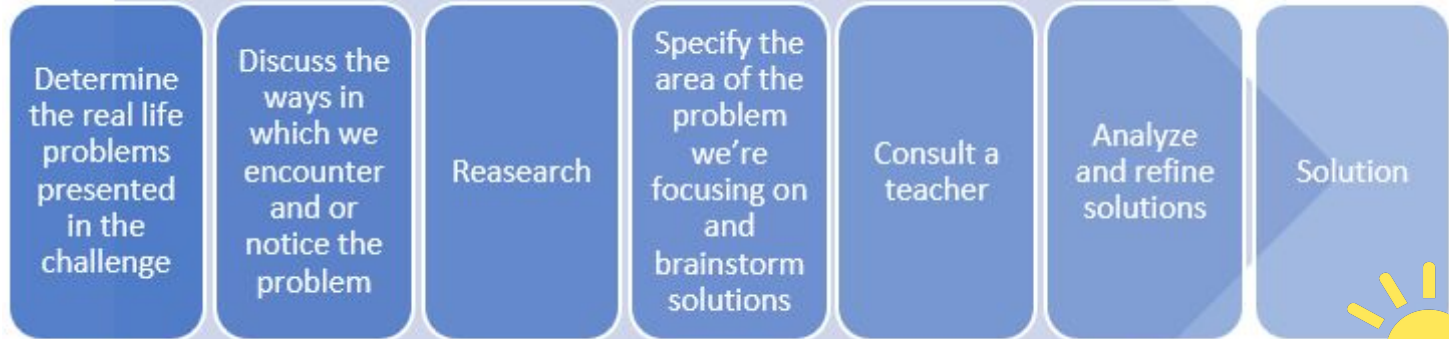 Determine
the real life
problems
presented
in the
challenge
Discuss the
ways in
which we
encounter
and or
notice the
problem
Reasearch
Specify the
area of the
problem
we're
focusing on
and
brainstorm
solutions
Consult a
teacher
Analyze
and refine
solutions
Solution